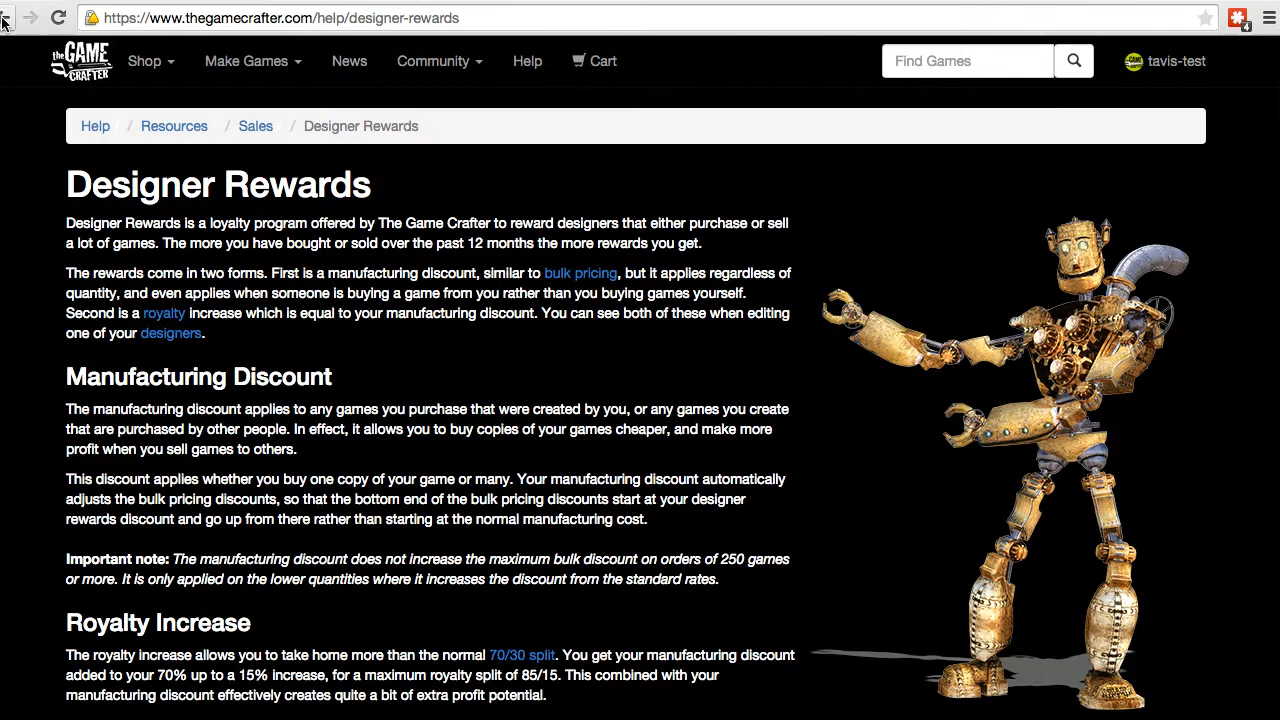 https://www.thegamecrafter.com/help/designer-rewards
4
the GAME CRAFTER
Shop Make Games News Community Help Cart Find Games tavis-test
Help / Resources / Sales / Designer Rewards
Designer Rewards
Designer Rewards is a loyalty program offered by The Game Crafter to reward designers that either purchase or sell
a lot of games. The more you have bought or sold over the past 12 months the more rewards you get.
The rewards come in two forms. First is a manufacturing discount, similar to bulk pricing, but it applies regardless of
quantity, and even applies when someone is buying a game from you rather than you buying games yourself.
Second is a royalty increase which is equal to your manufacturing discount. You can see both of these when editing
one of your designers.
Manufacturing Discount
The manufacturing discount applies to any games you purchase that were created by you, or any games you create
that are purchased by other people. In effect, it allows you to buy copies of your games cheaper, and make more
profit when you sell games to others.
This discount applies whether you buy one copy of your game or many. Your manufacturing discount automatically
adjusts the bulk pricing discounts, so that the bottom end of the bulk pricing discounts start at your designer
rewards discount and go up from there rather than starting at the normal manufacturing cost.
Important note: The manufacturing discount does not increase the maximum bulk discount on orders of 250 games
or more. It is only applied on the lower quantities where it increases the discount from the standard rates.
Royalty Increase
The royalty increase allows you to take home more than the normal 70/30 split. You get your manufacturing discount
added to your 70% up to a 15% increase, for a maximum royalty split of 85/15. This combined with your
manufacturing discount effectively creates quite a bit of extra profit potential.